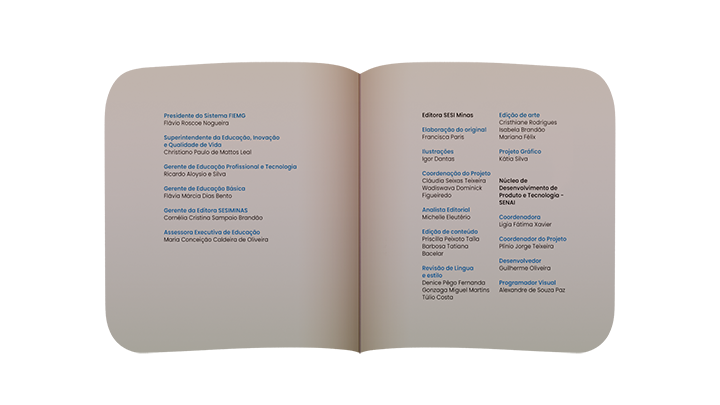 Presidente do Sistema FIEMG
Flávio Roscoe Nogueira
Superintendente da Educação, Inovação
e Qualidade de Vida
Christiano Paulo de Mattos Leal
Gerente de Educação Profissional e Tecnologia
Ricardo Aloysio e Silva
Gerente de Educação Básica
Flávia Márcia Dias Bento
Gerente da Editora SESIMINAS
Cornélia Cristina Sampaio Brandão
Assessora Executiva de Educação
Maria Conceição Caldeira de Oliveira
Editora SESI Minas
Elaboração do original
Francisca Paris
Ilustrações
Igor Dantas
Coordenação do Projeto
Cláudia Seixas Teixeira
Wadiswava Dominick
Figueiredo
Analista Editorial
Michelle Eleutério
Edição de conteúdo
Priscilla Peixoto Talla
Barbosa Tatiana
Bacelar
Revisão de Língua
e estilo
Denice Pêgo Fernanda
Gonzaga Miguel Martins
Túlio Costa
Edição de arte
Cristhiane Rodrigues
Isabela Brandão
Mariana Félix
Projeto Gráfico
Kátia Silva
Núcleo de
Desenvolvimento de
Produto e Tecnologia -
SENAI
Coordenadora
Ligia Fátima Xavier
Coordenador do Projeto
Plínio Jorge Teixeira
Desenvolvedor
Guilherme Oliveira
Programador Visual
Alexandre de Souza Paz